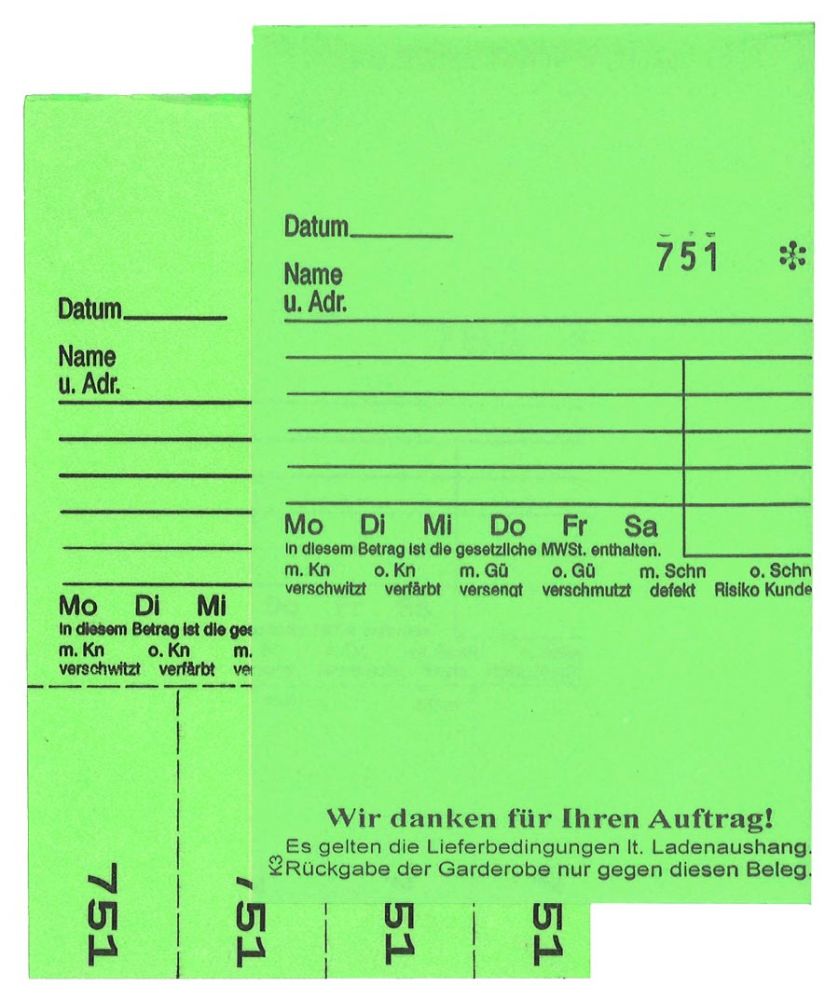 Datum
751 *
Name
u. Adr.
Mo Di Mi Do Fr Sa
In diesem Betrag ist die gesetzliche MWSt. enthalten.
m. Kn o. Kn m. Gü o. Gü m. Schn o. Schn
verschwitzt verfärbt versengt verschmutzt defekt Risiko Kunde
Wir danken für Ihren Auftrag!
Es gelten die Lieferbedingungen lt. Ladenaushang.
K3
Rückgabe der Garderobe nur gegen diesen Beleg.
Datum
Name
u. Adr.
Mo Di Mi
In diesem Betrag ist die ges
m. Kn o. Kn m.
verschwitzt verfärbt ve
751
751
51
51